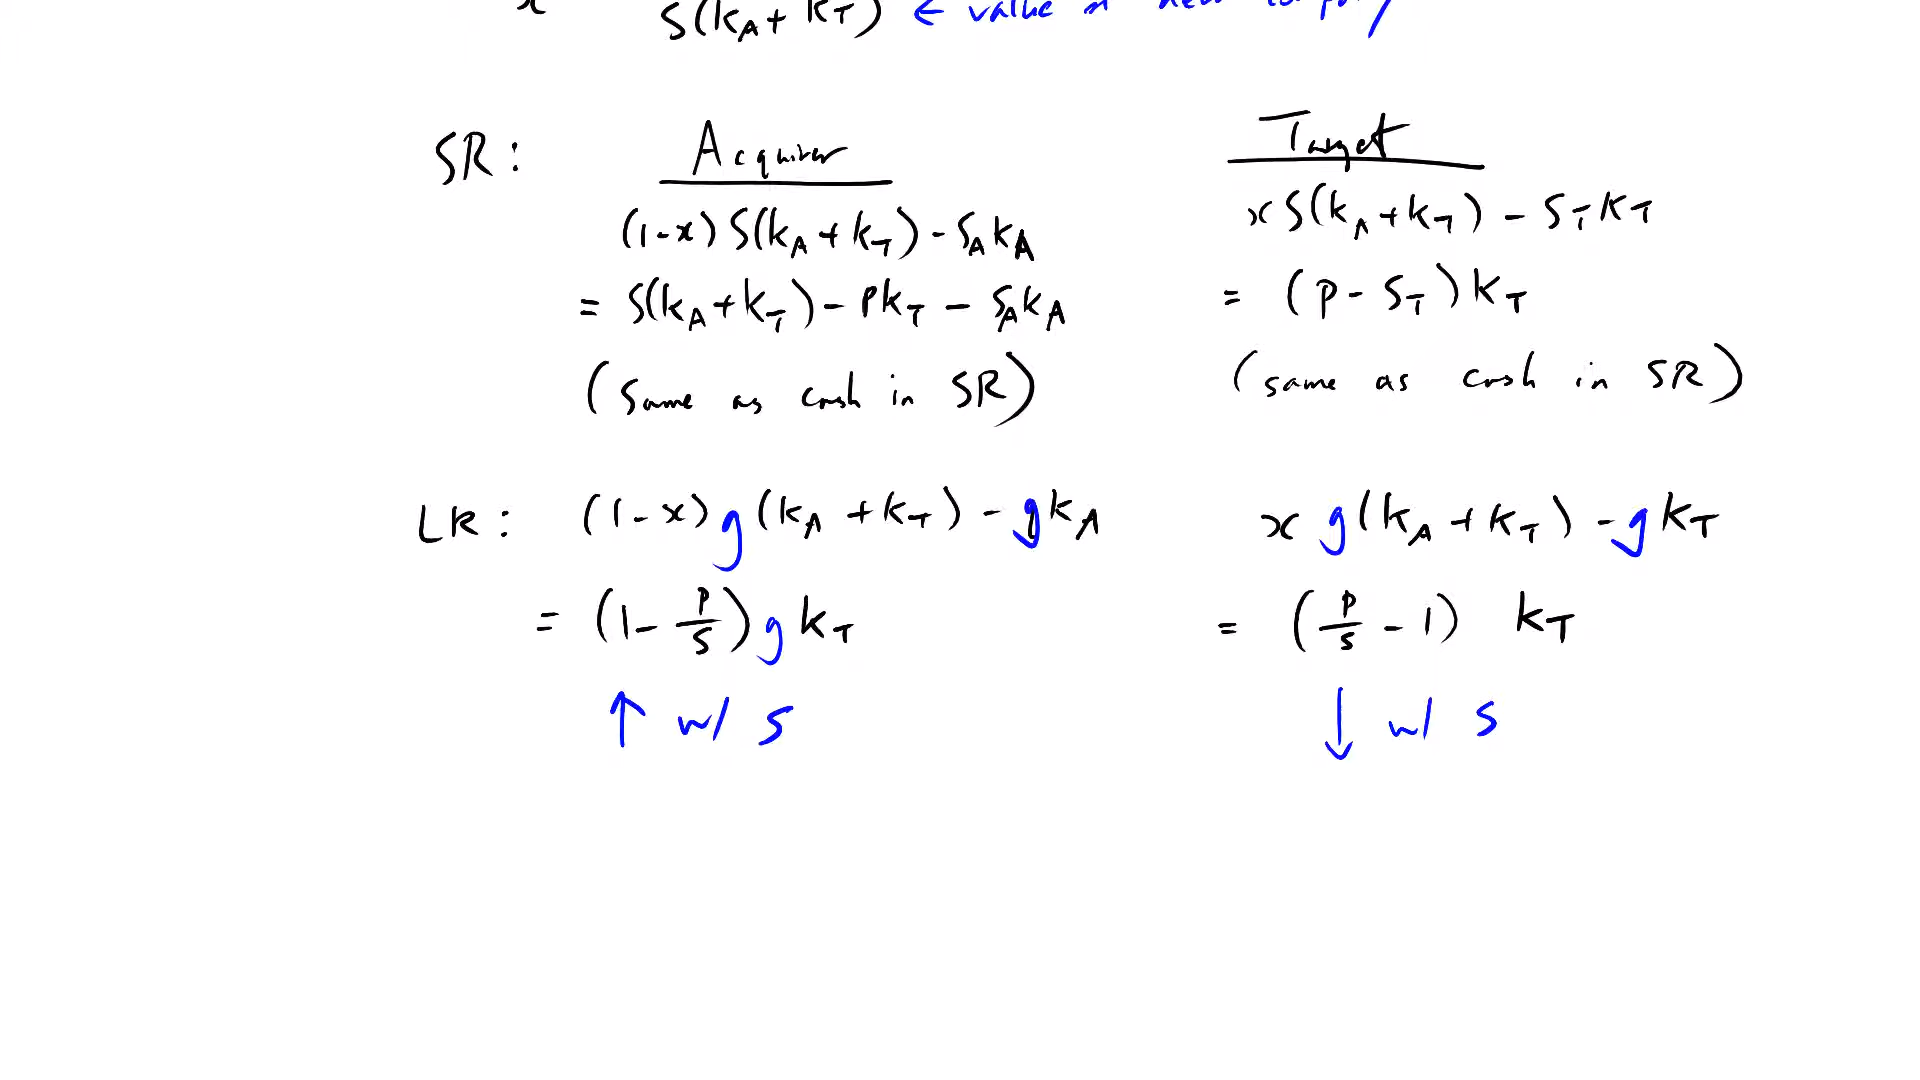 x S(K_A + K_T) ← value
SR: Acquirer Target
(1-x) S(K_A + K_T) - S_A K_A x S(K_A + K_T) - S_T K_T
= S(K_A + K_T) - P K_T - S_A K_A = (P - S_T) K_T
(same as cash in SR) (same as cash in SR)
LR: (1-x) g (K_A + K_T) - g K_A x g (K_A + K_T) - g K_T
= (1 - P/S) g K_T = (P/S - 1) K_T
↑ w/ S ↓ w/ S